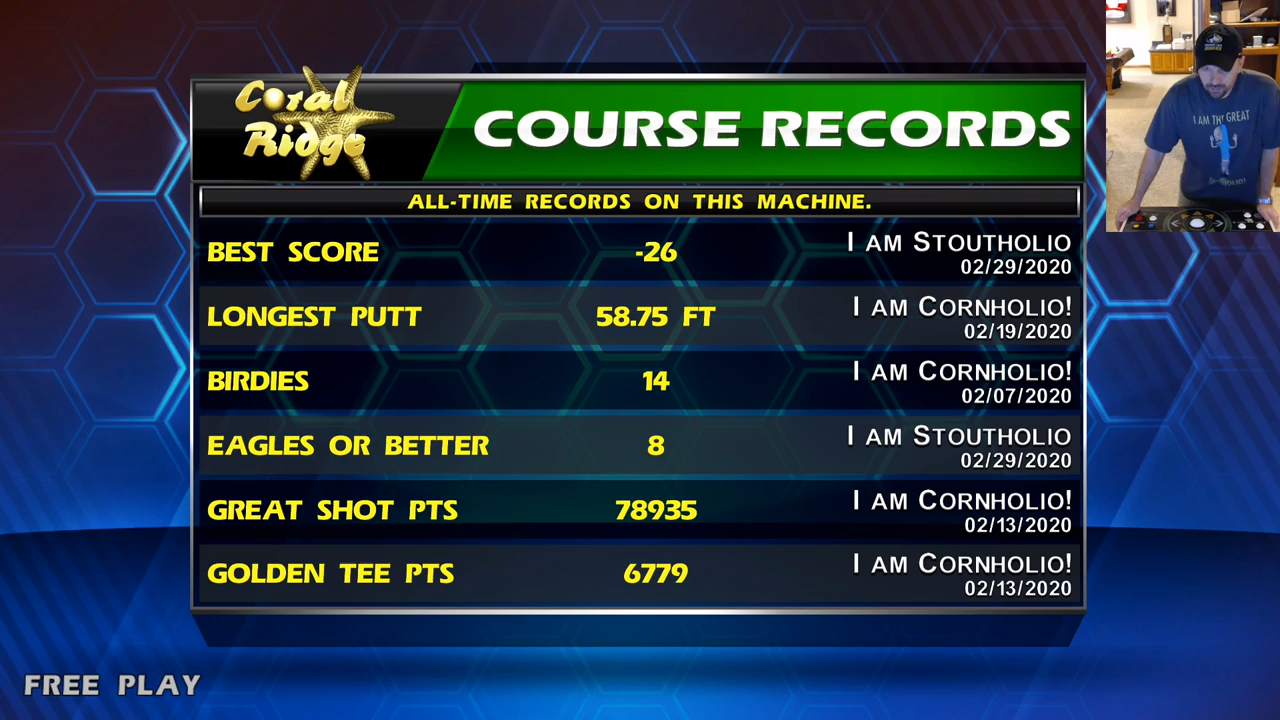 Coral
Ridge
COURSE RECORDS
ALL-TIME RECORDS ON THIS MACHINE.
BEST SCORE -26 I AM STOUTHOLIO
02/29/2020
LONGEST PUTT 58.75 FT I AM CORNHOLIO!
02/19/2020
BIRDIES 14 I AM CORNHOLIO!
02/07/2020
EAGLES OR BETTER 8 I AM STOUTHOLIO
02/29/2020
GREAT SHOT PTS 78935 I AM CORNHOLIO!
02/13/2020
GOLDEN TEE PTS 6779 I AM CORNHOLIO!
02/13/2020
FREE PLAY
I AM THY GREAT